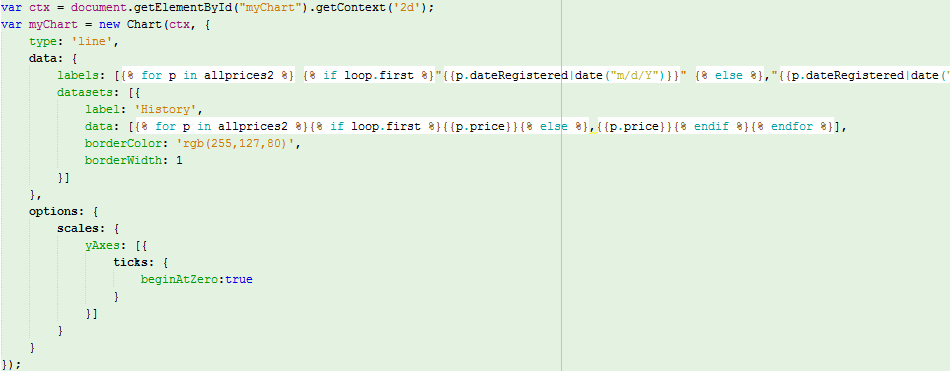 var ctx = document.getElementById("myChart").getContext('2d');
var myChart = new Chart(ctx, {
    type: 'line',
    data: {
        labels: [{% for p in allprices2 %} {% if loop.first %}"{{p.dateRegistered|date("m/d/Y")}}" {% else %},"{{p.dateRegistered|date("
        datasets: [{
            label: 'History',
            data: [{% for p in allprices2 %}{% if loop.first %}{{p.price}}{% else %},{{p.price}}{% endif %}{% endfor %}],
            borderColor: 'rgb(255,127,80)',
            borderWidth: 1
        }]
    },
    options: {
        scales: {
            yAxes: [{
                ticks: {
                    beginAtZero:true
                }
            }]
        }
    }
});